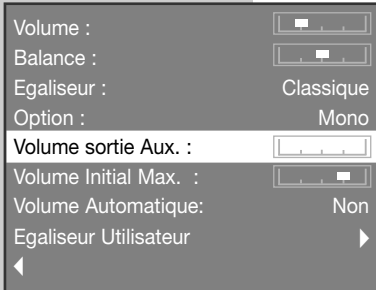 Volume :
Balance :
Egaliseur : Classique
Option : Mono
Volume sortie Aux. :
Volume Initial Max. :
Volume Automatique: Non
Egaliseur Utilisateur